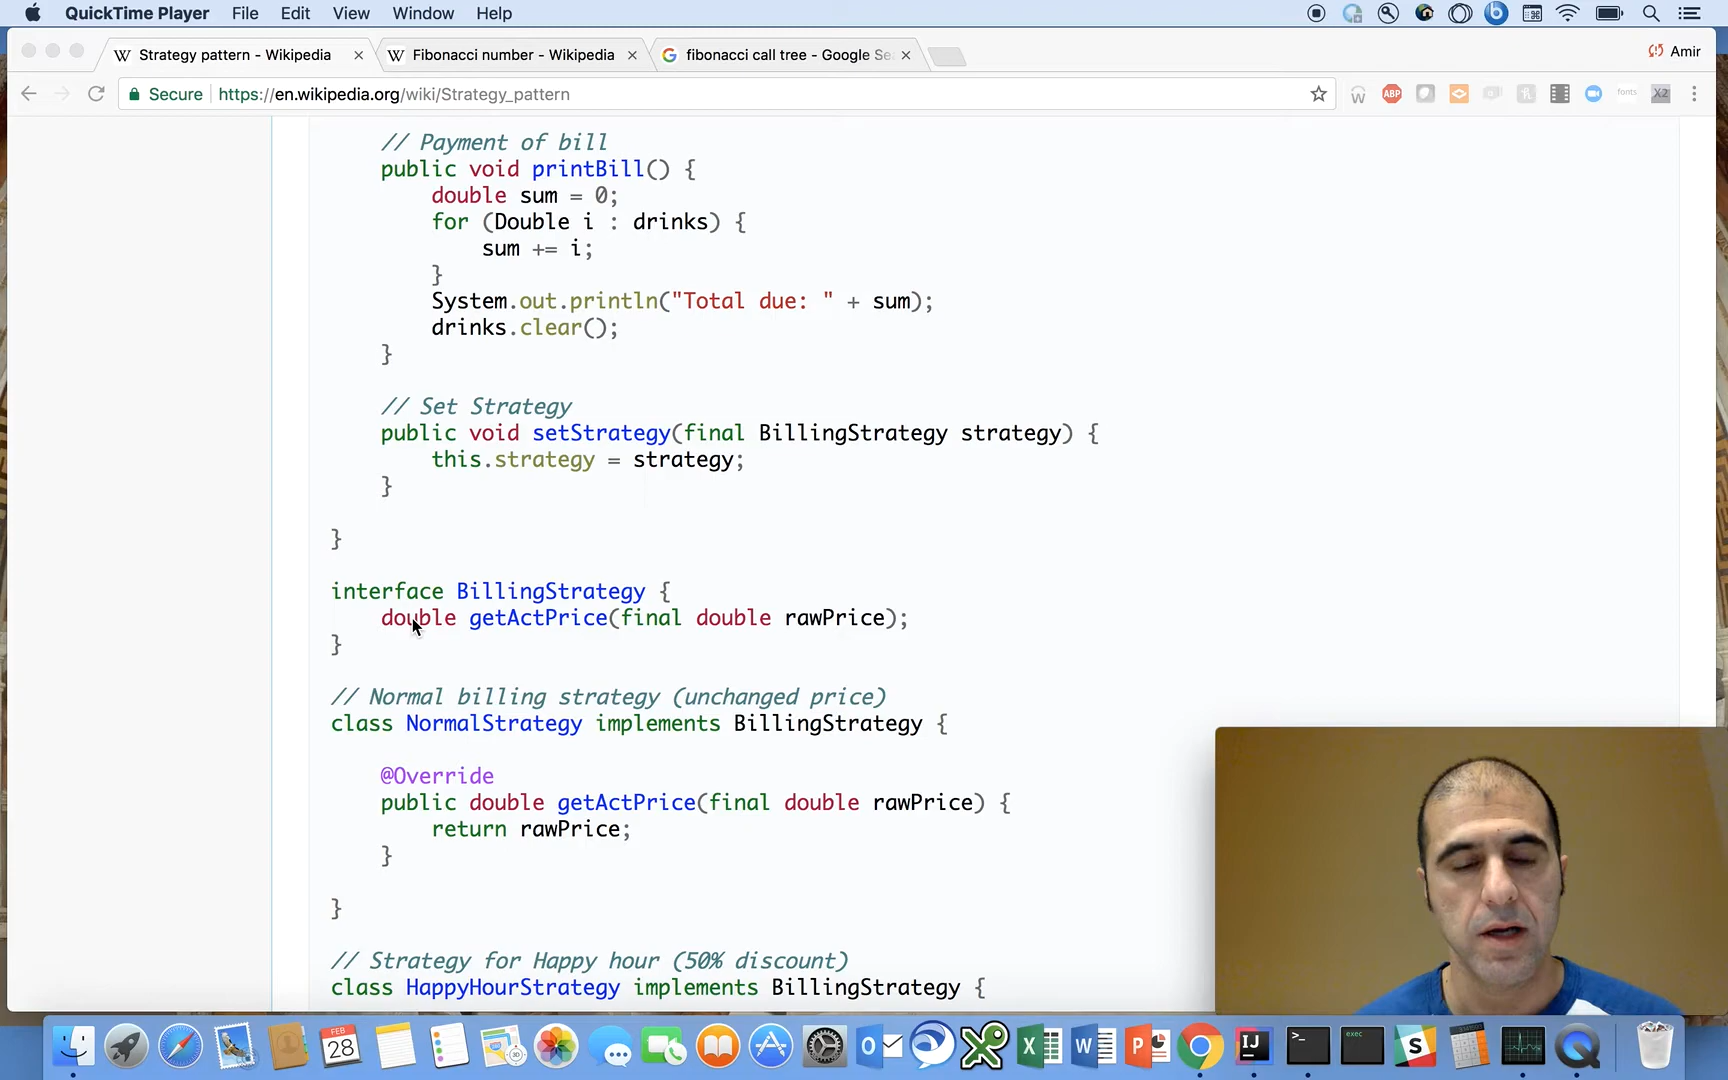 QuickTime Player File Edit View Window Help
Strategy pattern - Wikipedia
Fibonacci number - Wikipedia
fibonacci call tree - Google Se
Amir
Secure https://en.wikipedia.org/wiki/Strategy_pattern
ABP
fonts
// Payment of bill
public void printBill() {
double sum = 0;
for (Double i : drinks) {
sum += i;
}
System.out.println("Total due: " + sum);
drinks.clear();
}
// Set Strategy
public void setStrategy(final BillingStrategy strategy) {
this.strategy = strategy;
}
}
interface BillingStrategy {
double getActPrice(final double rawPrice);
}
// Normal billing strategy (unchanged price)
class NormalStrategy implements BillingStrategy {
@Override
public double getActPrice(final double rawPrice) {
return rawPrice;
}
}
// Strategy for Happy hour (50% discount)
class HappyHourStrategy implements BillingStrategy {
FEB
28
exec